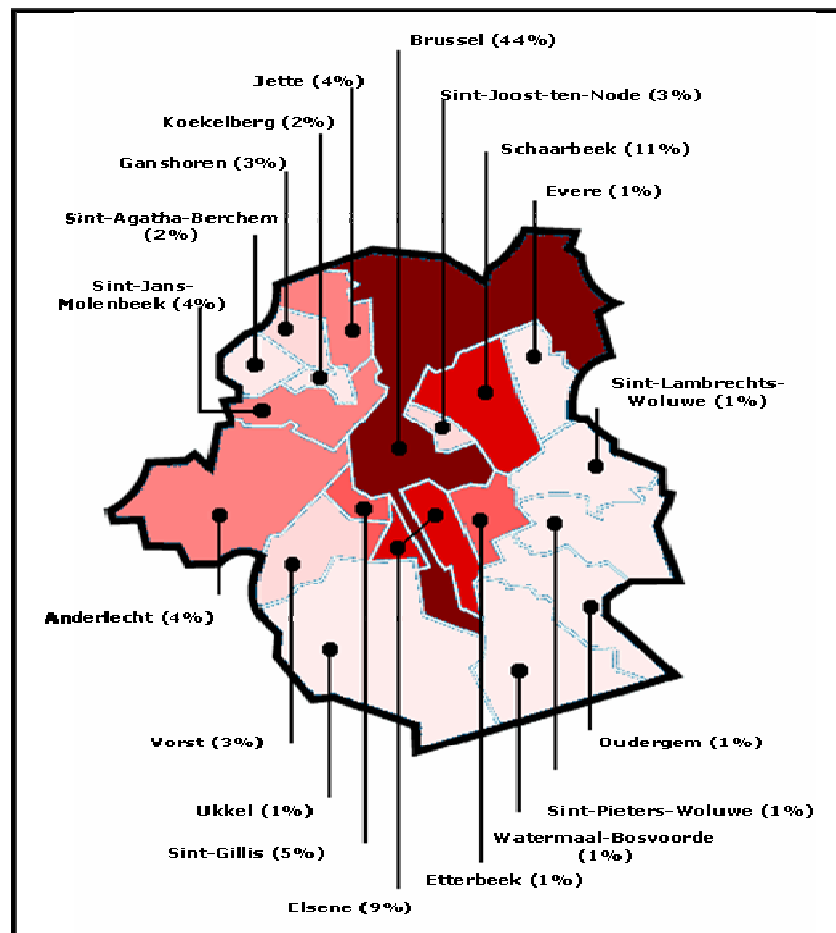 Brussel (44%)
Jette (4%)
Sint-Joost-ten-Node (3%)
Koekelberg (2%)
Schaarbeek (11%)
Ganshoren (3%)
Evere (1%)
Sint-Agatha-Berchem
(2%)
Sint-Jans-
Molenbeek (4%)
Sint-Lambrechts-
Woluwe (1%)
Anderlecht (4%)
Vorst (3%)
Oudergem (1%)
Ukkel (1%)
Sint-Pieters-Woluwe (1%)
Sint-Gillis (5%)
Watermaal-Bosvoorde
(1%)
Etterbeek (1%)
Elsene (9%)